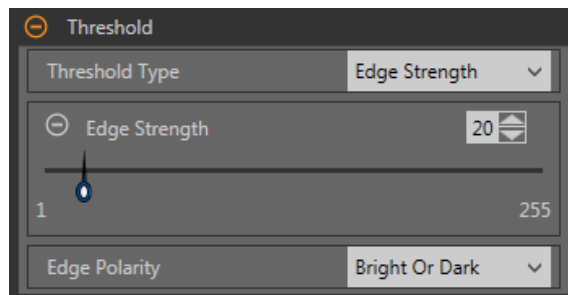 Threshold
Threshold Type Edge Strength
Edge Strength 20
1 255
Edge Polarity Bright Or Dark